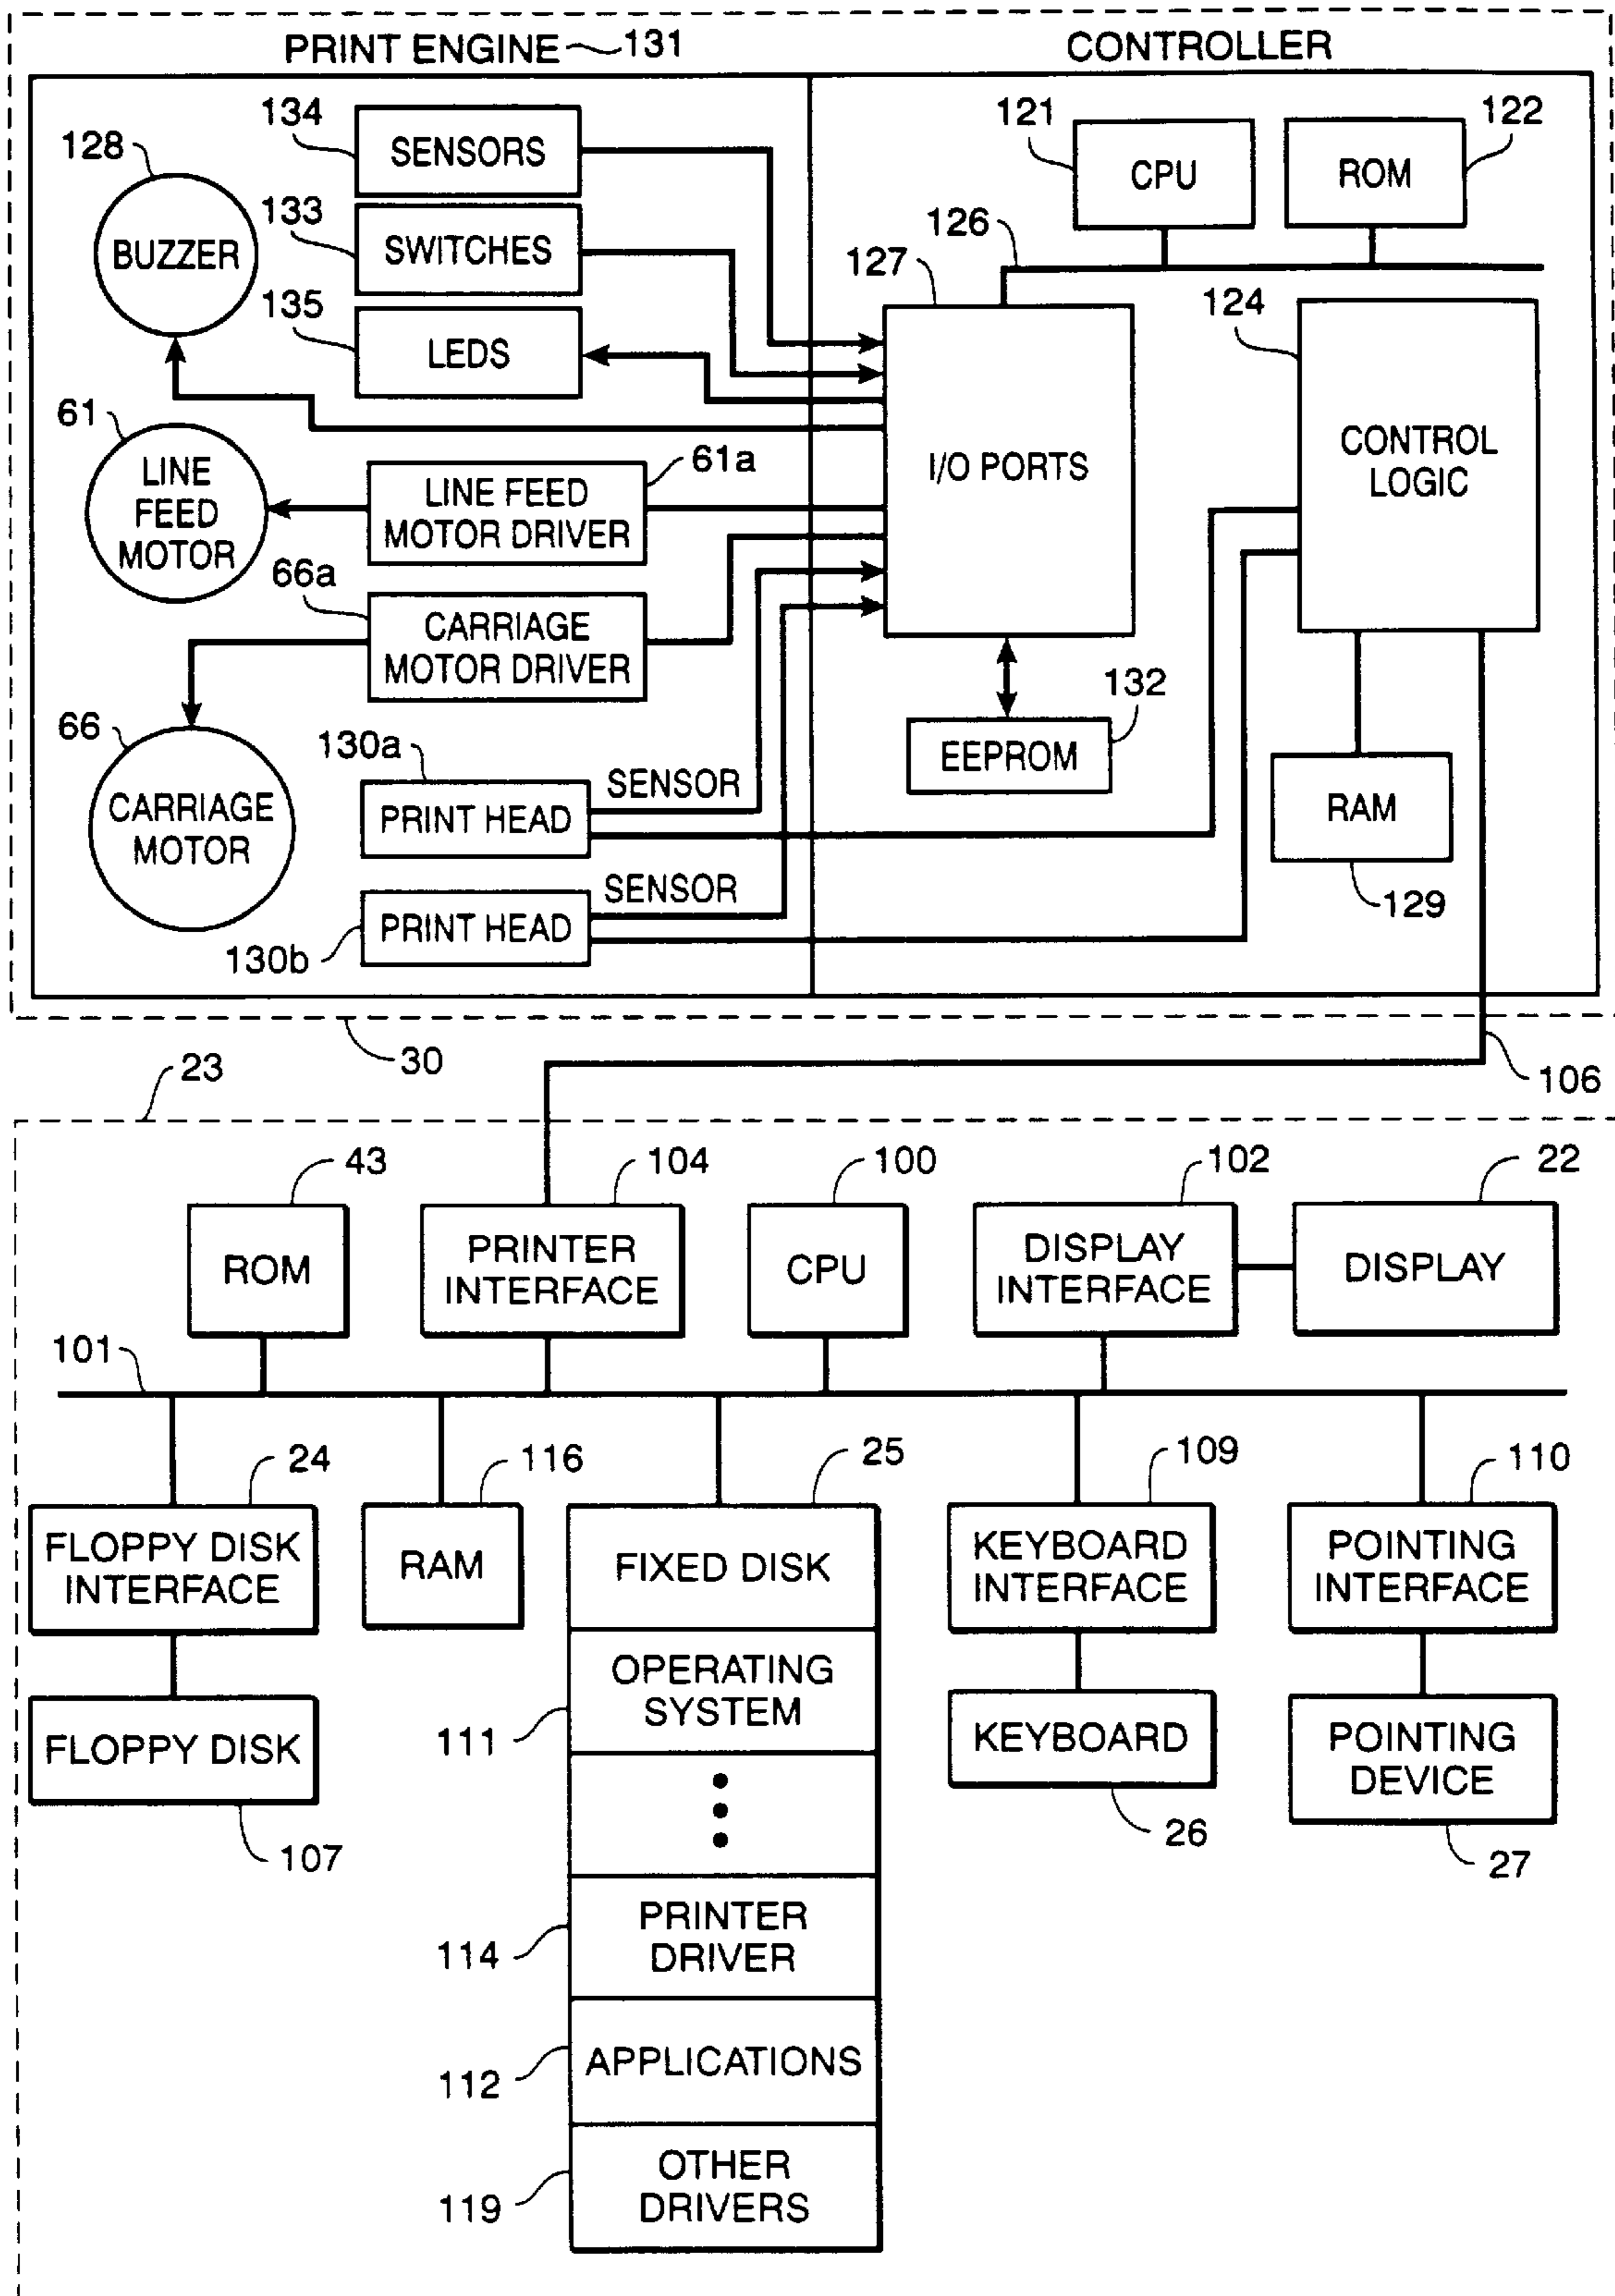 PRINT ENGINE 131
CONTROLLER
134
SENSORS
128
BUZZER
133
SWITCHES
135
LEDS
121
CPU
122
ROM
126
127
I/O PORTS
124
CONTROL
LOGIC
61
LINE
FEED
MOTOR
61a
LINE FEED
MOTOR DRIVER
66a
CARRIAGE
MOTOR DRIVER
66
CARRIAGE
MOTOR
130a
PRINT HEAD
SENSOR
130b
PRINT HEAD
SENSOR
132
EEPROM
RAM
129
30
106
23
43
ROM
104
PRINTER
INTERFACE
100
CPU
102
DISPLAY
INTERFACE
22
DISPLAY
101
24
FLOPPY DISK
INTERFACE
FLOPPY DISK
107
116
RAM
25
FIXED DISK
OPERATING
SYSTEM
111
PRINTER
DRIVER
114
APPLICATIONS
112
OTHER
DRIVERS
119
109
KEYBOARD
INTERFACE
KEYBOARD
26
110
POINTING
INTERFACE
POINTING
DEVICE
27